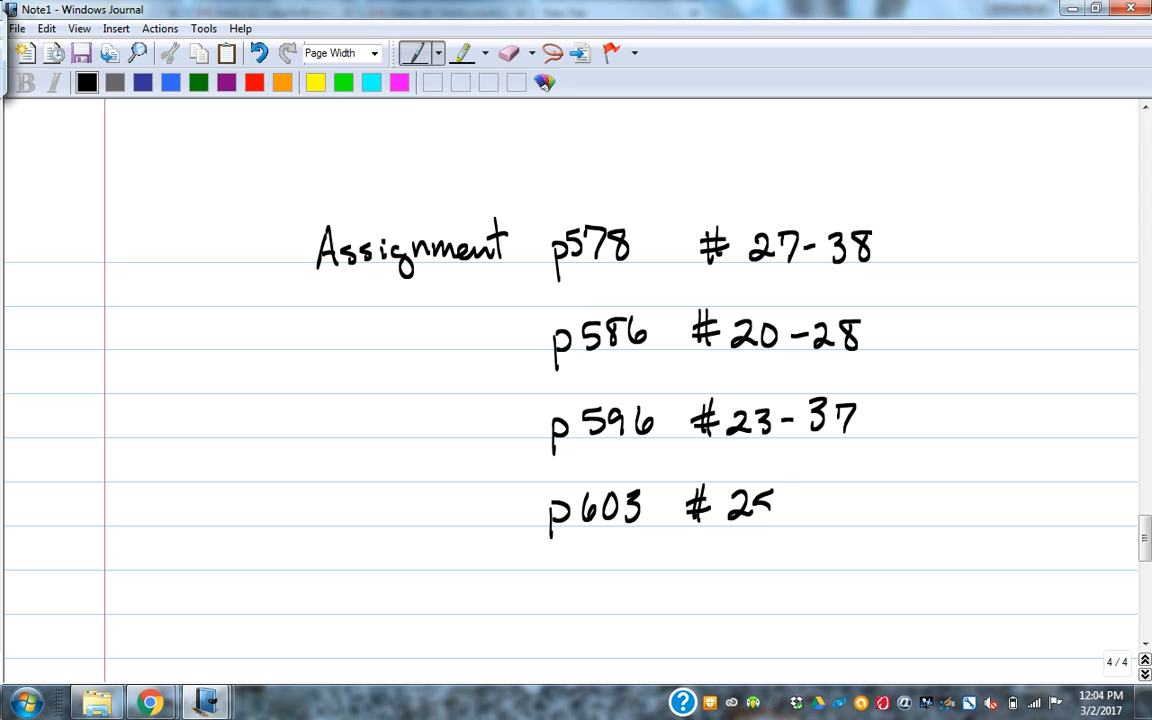 Note1 - Windows Journal
File Edit View Insert Actions Tools Help
Page Width
B I
Assignment p578 # 27-38
p586 # 20-28
p596 # 23-37
p603 # 25
4 / 4
12:04 PM
3/2/2017